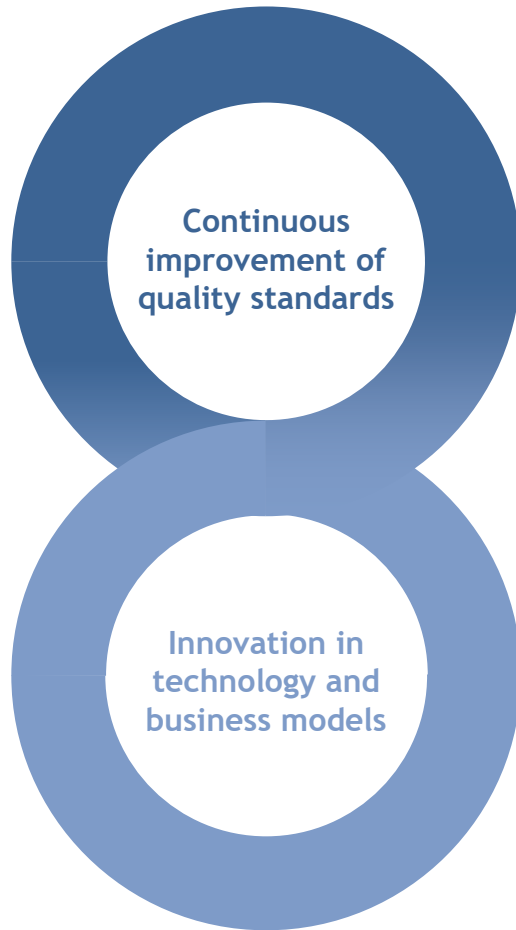 Continuous
improvement of
quality standards
Innovation in
technology and
business models